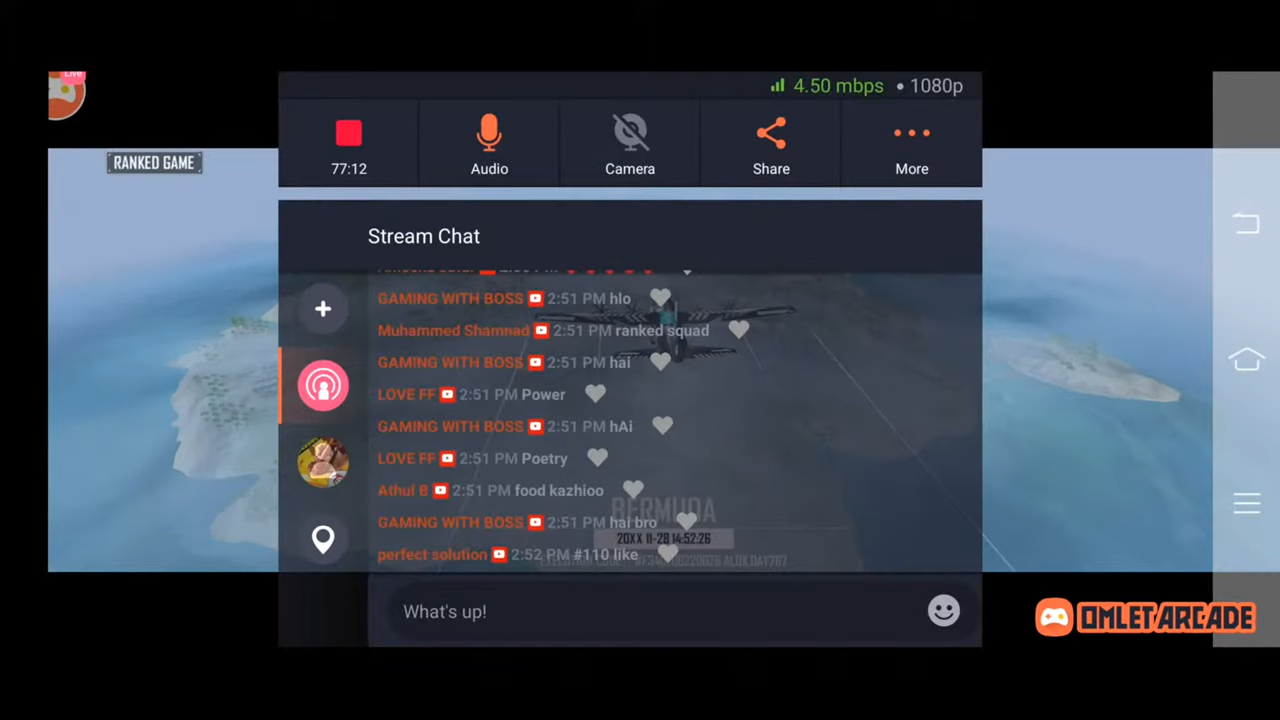 Live
4.50 mbps • 1080p
RANKED GAME
77:12
Audio
Camera
Share
More
Stream Chat
GAMING WITH BOSS 2:51 PM hlo
Muhammed Shamnad 2:51 PM ranked squad
GAMING WITH BOSS 2:51 PM hai
LOVE FF 2:51 PM Power
GAMING WITH BOSS 2:51 PM hAi
LOVE FF 2:51 PM Poetry
Athul B 2:51 PM food kazhioo
GAMING WITH BOSS 2:51 PM hai bro
BERMUDA
20XX 11-28 14:52:26
perfect solution 2:52 PM #110 like
What's up!
OMLET ARCADE